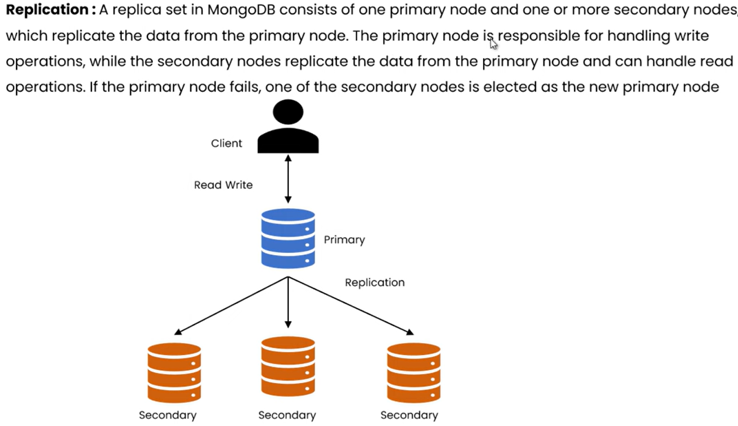 Replication : A replica set in MongoDB consists of one primary node and one or more secondary nodes,
which replicate the data from the primary node. The primary node is responsible for handling write
operations, while the secondary nodes replicate the data from the primary node and can handle read
operations. If the primary node fails, one of the secondary nodes is elected as the new primary node
Client
Read Write
Primary
Replication
Secondary
Secondary
Secondary